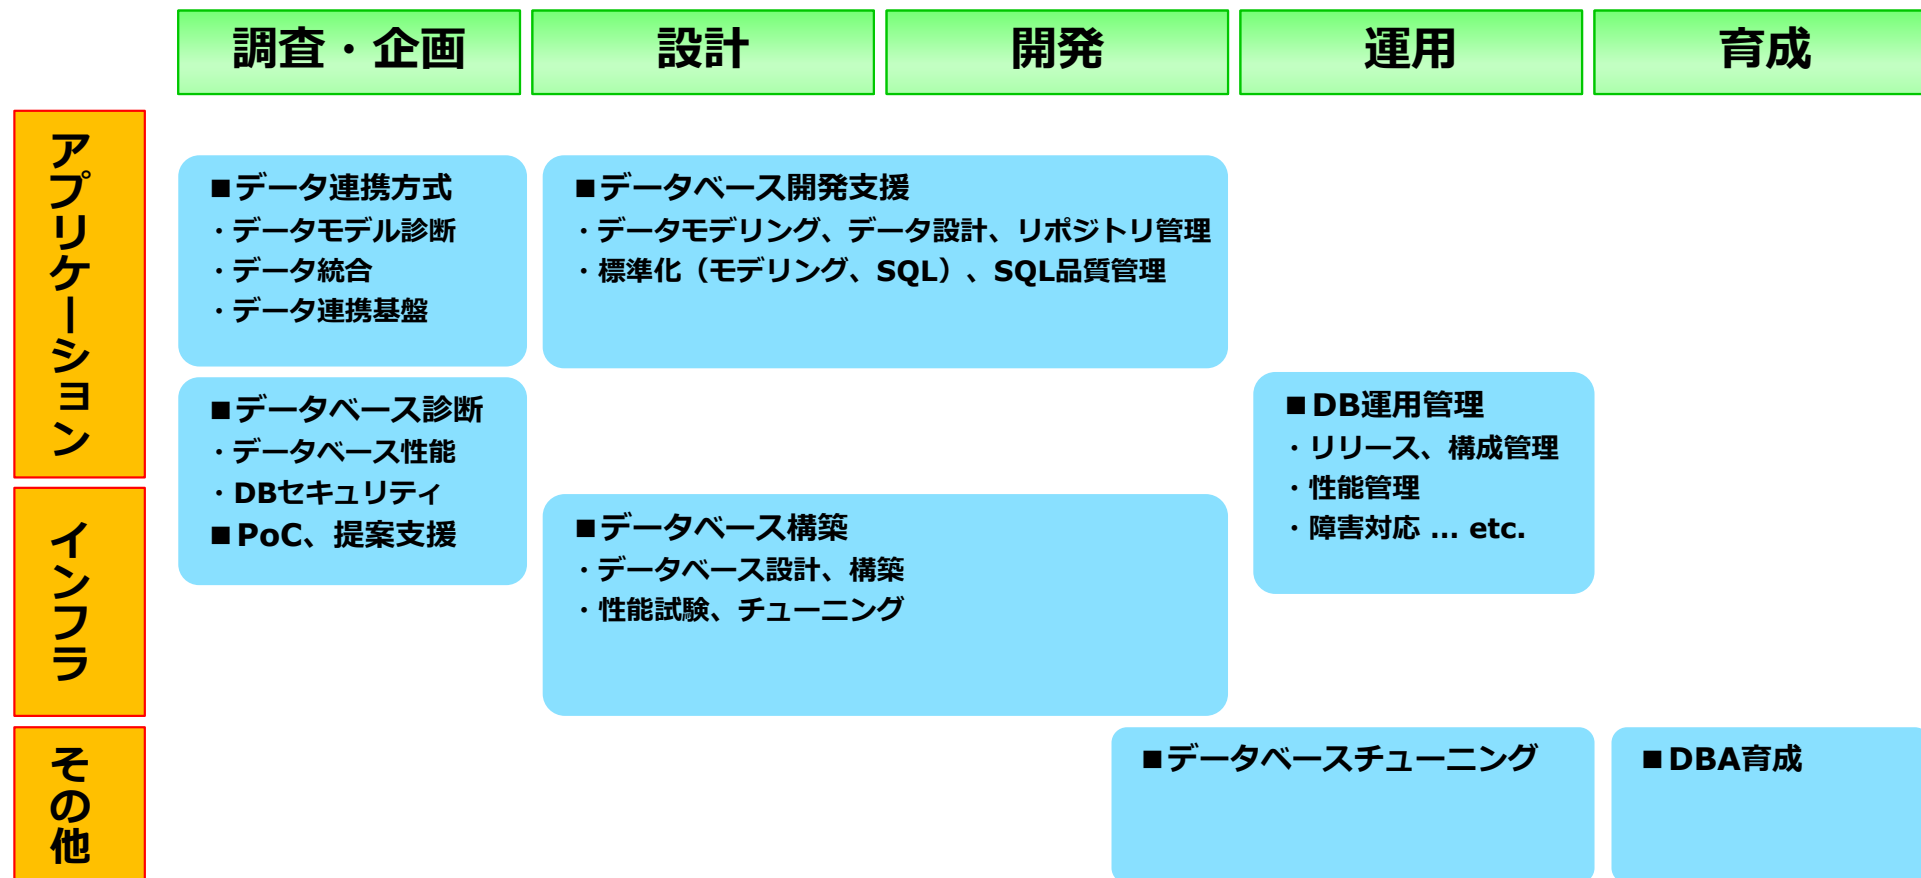 調査・企画
設計
開発
運用
育成
アプリケーション
インフラ
その他
■データ連携方式
・データモデル診断
・データ統合
・データ連携基盤
■データベース開発支援
・データモデリング、データ設計、リポジトリ管理
・標準化（モデリング、SQL）、SQL品質管理
■データベース診断
・データベース性能
・DBセキュリティ
■PoC、提案支援
■データベース構築
・データベース設計、構築
・性能試験、チューニング
■DB運用管理
・リリース、構成管理
・性能管理
・障害対応 ... etc.
■データベースチューニング
■DBA育成